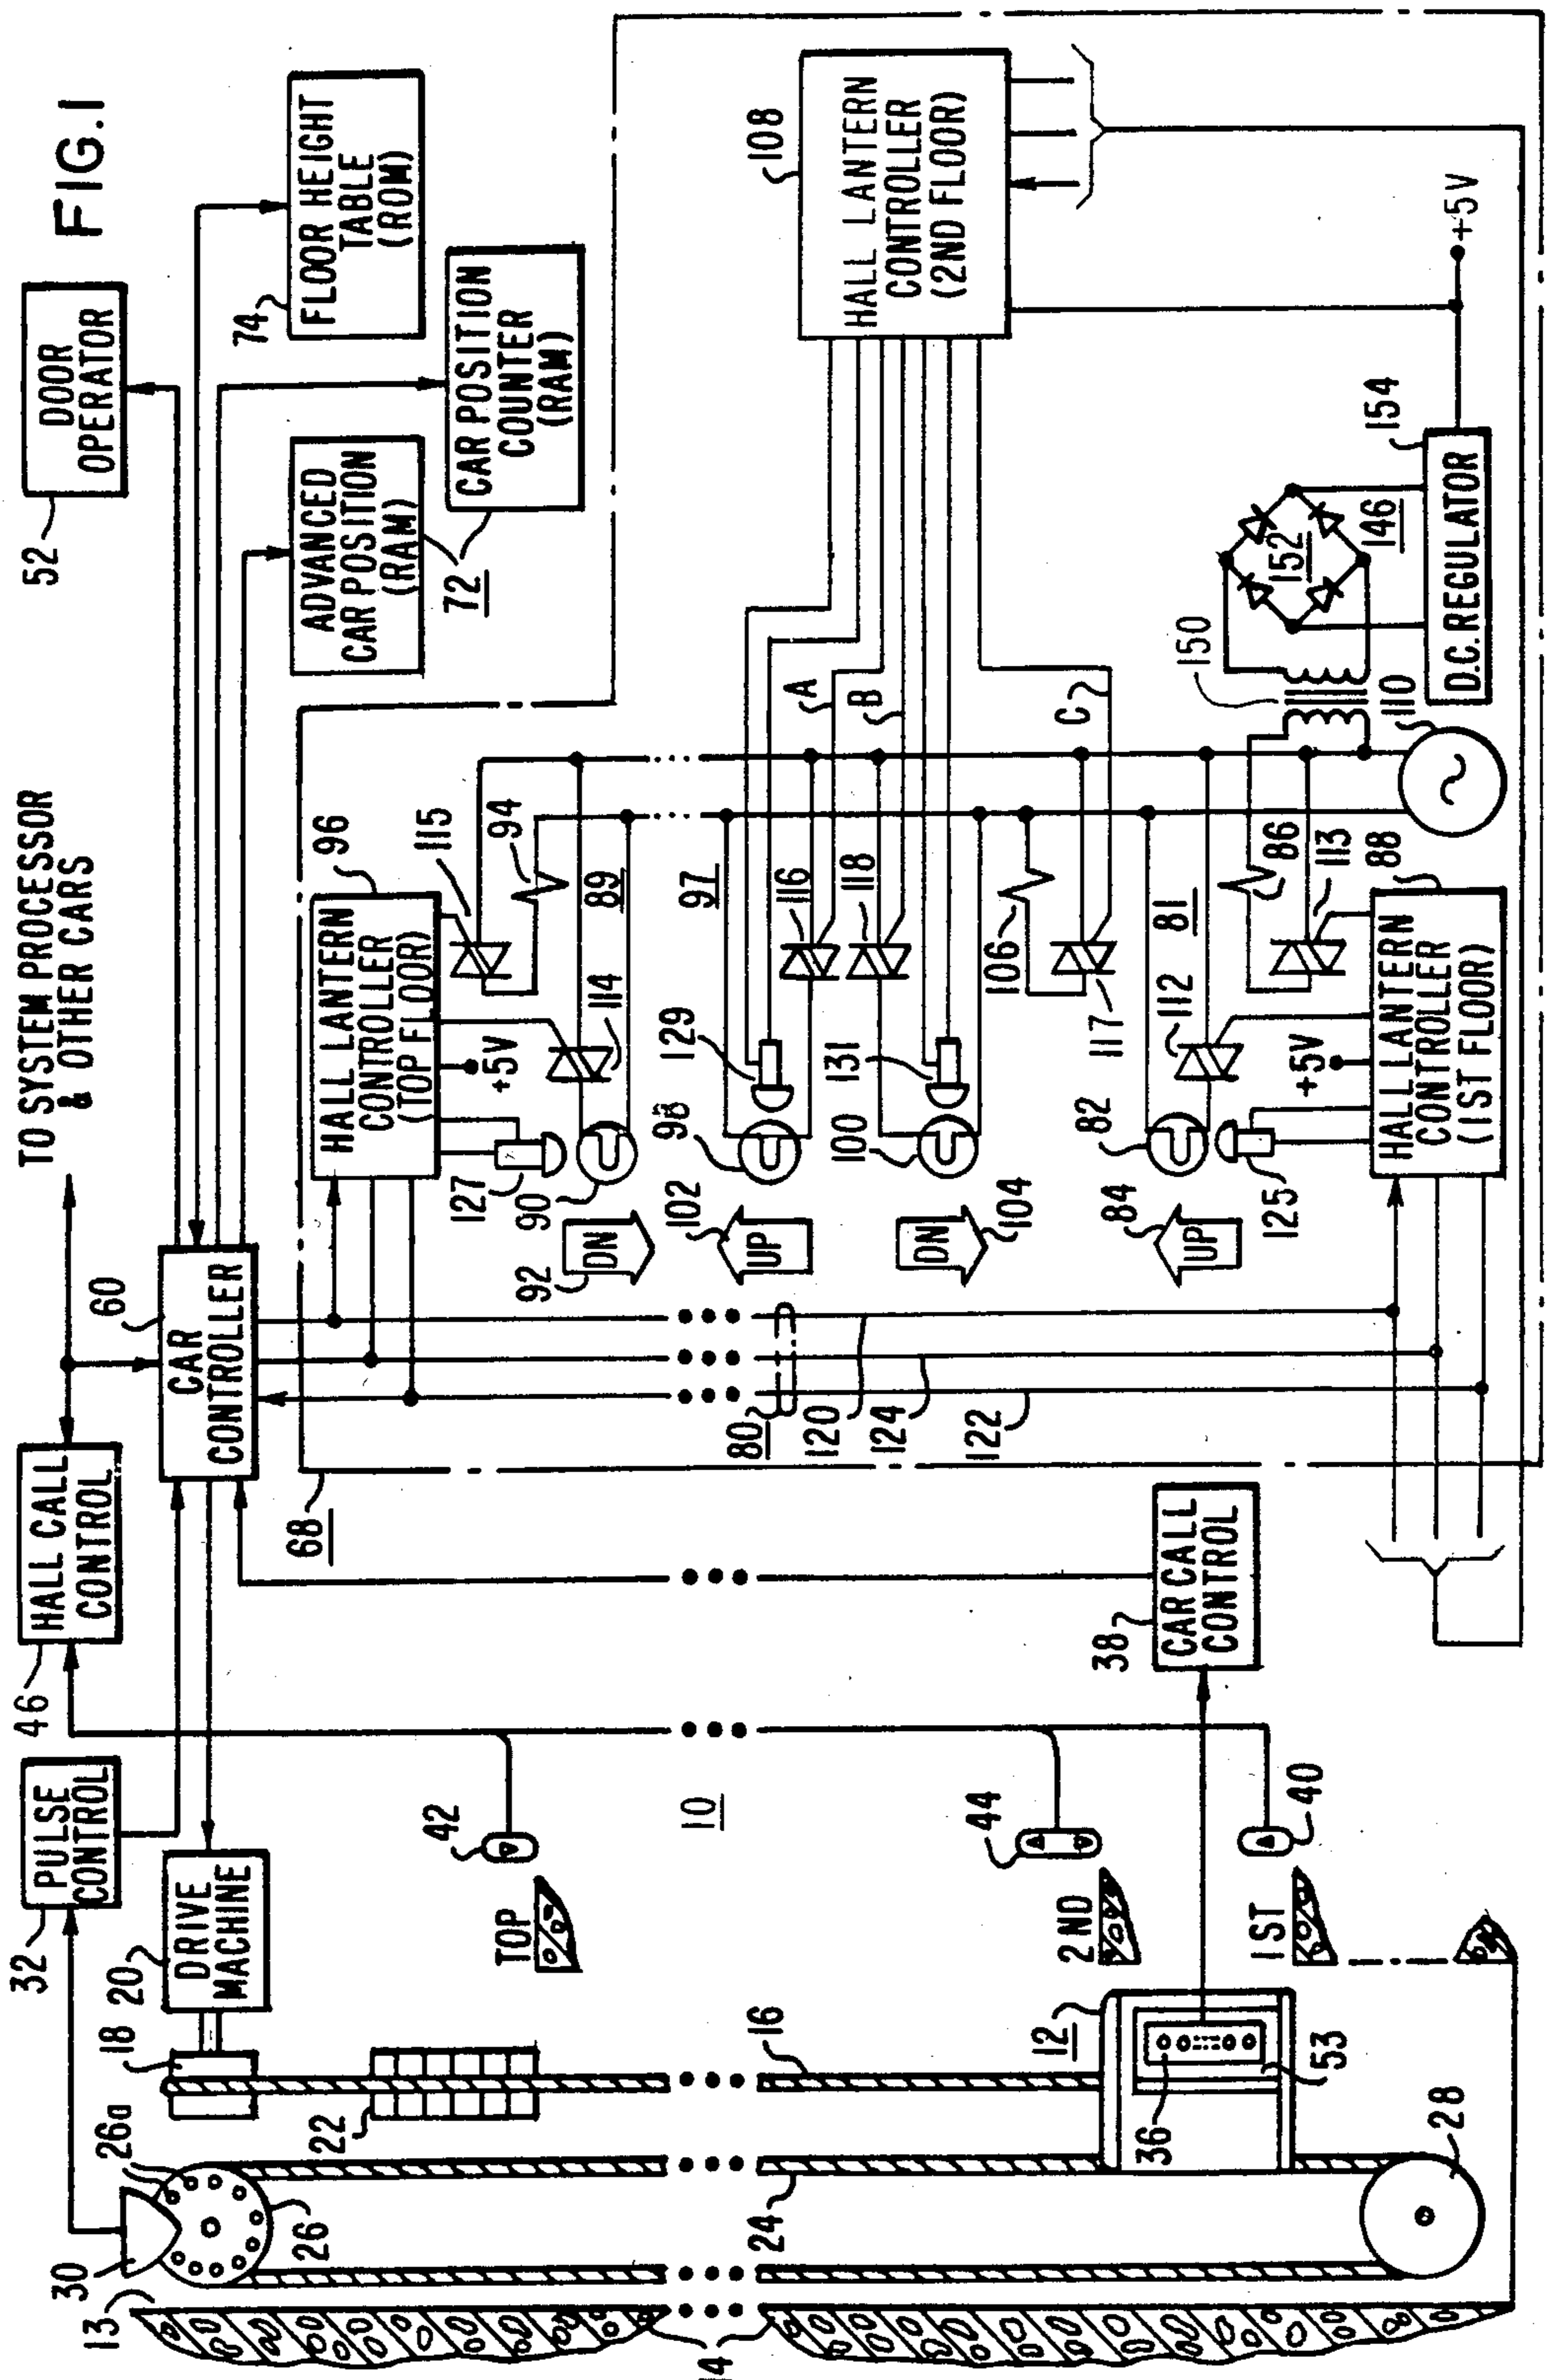 FIG.1
TO SYSTEM PROCESSOR
& OTHER CARS
52
DOOR
OPERATOR
74
FLOOR HEIGHT
TABLE
(ROM)
ADVANCED
CAR POSITION
(RAM)
72
CAR POSITION
COUNTER
(RAM)
46
HALL CALL
CONTROL
60
CAR
CONTROLLER
32
PULSE
CONTROL
20
DRIVE
MACHINE
18
26a
30
13
26
22
42
TOP
10
16
24
14
12
36
53
28
44
2ND
1ST
40
38
CAR CALL
CONTROL
68
96
HALL LANTERN
CONTROLLER
(TOP FLOOR)
115
94
+5V
127
90
114
89
92
DN
102
UP
98
129
97
116
118
A
B
100
131
DN
104
106
117
C
84
UP
82
112
81
125
+5V
86
113
88
HALL LANTERN
CONTROLLER
(1ST FLOOR)
80
120
124
122
108
HALL LANTERN
CONTROLLER
(2ND FLOOR)
150
152
146
110
154
D.C. REGULATOR
+5V